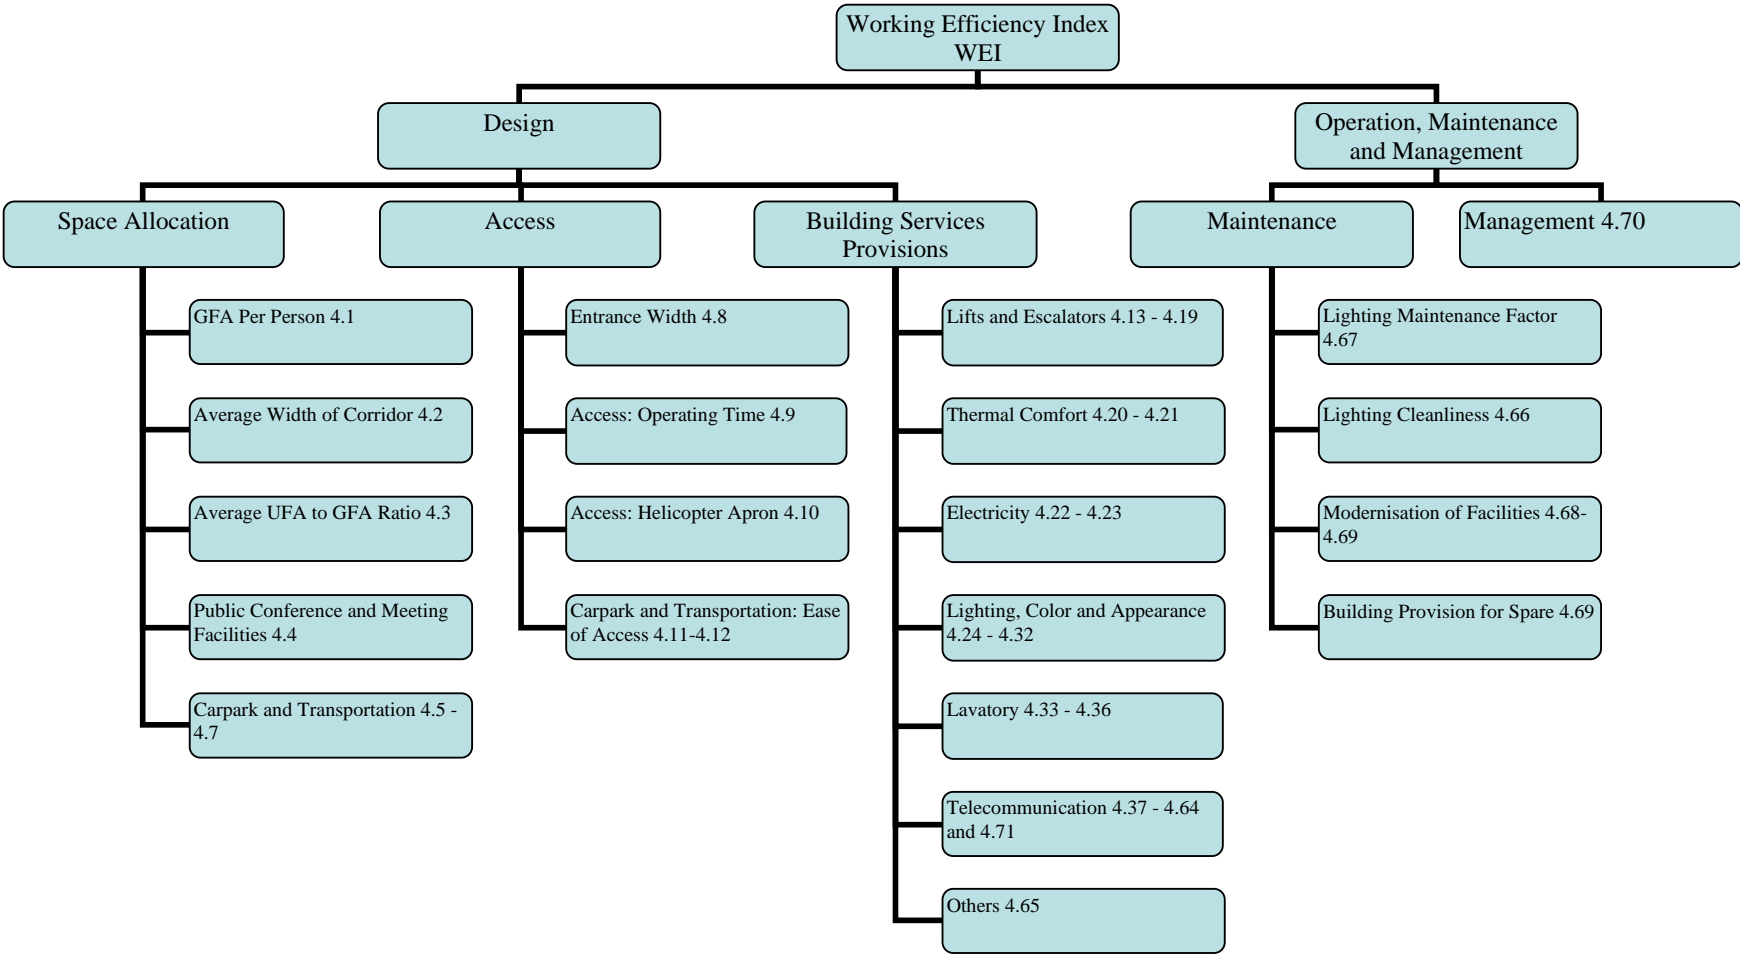 Working Efficiency Index
WEI
Design
Operation, Maintenance
and Management
Space Allocation
Access
Building Services
Provisions
Maintenance
Management 4.70
GFA Per Person 4.1
Average Width of Corridor 4.2
Average UFA to GFA Ratio 4.3
Public Conference and Meeting
Facilities 4.4
Carpark and Transportation 4.5 -
4.7
Entrance Width 4.8
Access: Operating Time 4.9
Access: Helicopter Apron 4.10
Carpark and Transportation: Ease
of Access 4.11-4.12
Lifts and Escalators 4.13 - 4.19
Thermal Comfort 4.20 - 4.21
Electricity 4.22 - 4.23
Lighting, Color and Appearance
4.24 - 4.32
Lavatory 4.33 - 4.36
Telecommunication 4.37 - 4.64
and 4.71
Others 4.65
Lighting Maintenance Factor
4.67
Lighting Cleanliness 4.66
Modernisation of Facilities 4.68-
4.69
Building Provision for Spare 4.69